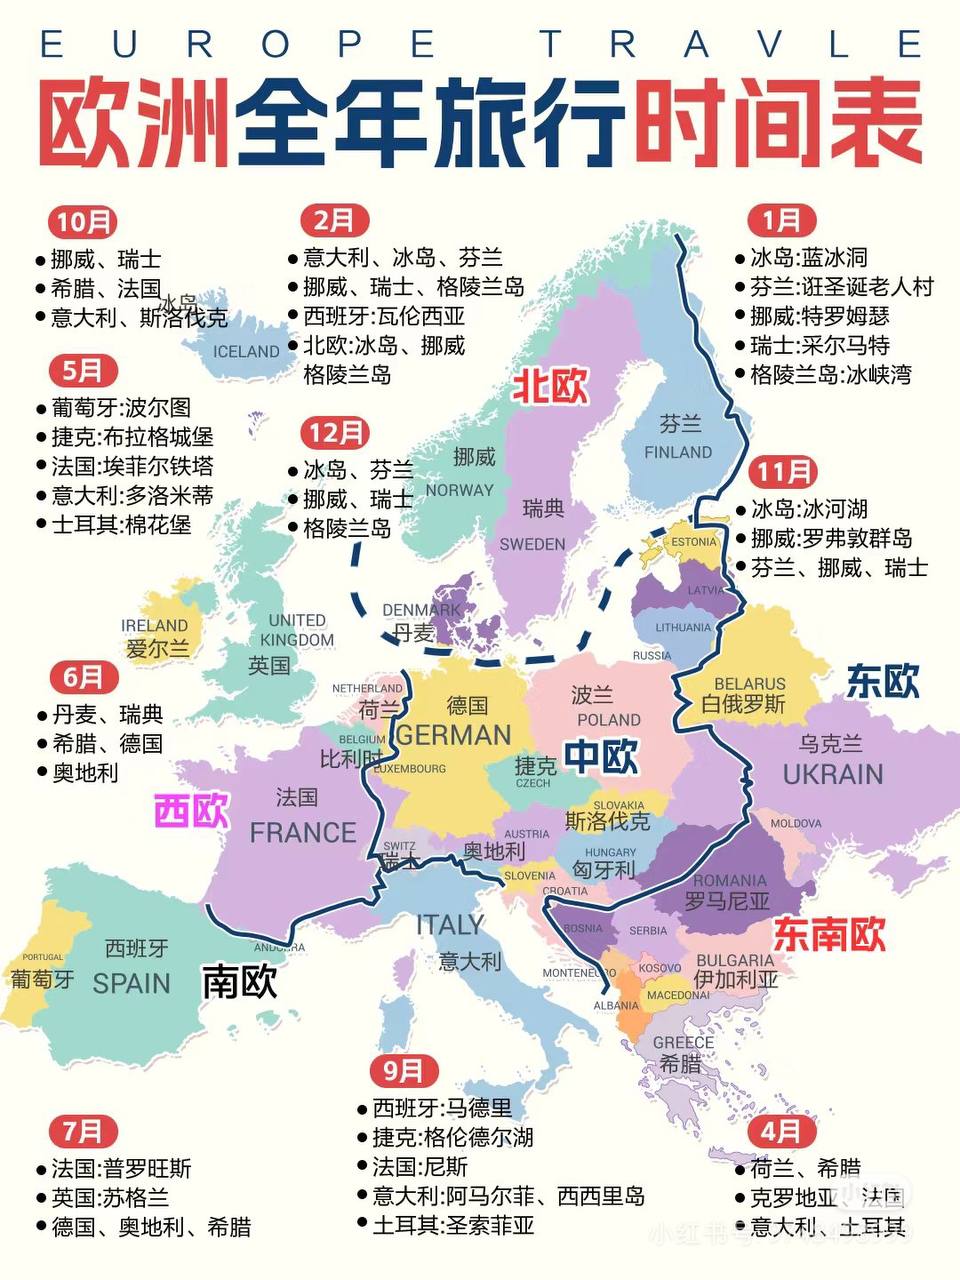 EUROPE TRAVLE
欧洲全年旅行时间表
10月
挪威、瑞士
希腊、法国
意大利、斯洛伐克
2月
意大利、冰岛、芬兰
挪威、瑞士、格陵兰岛
西班牙:瓦伦西亚
北欧:冰岛、挪威
格陵兰岛
1月
冰岛:蓝冰洞
芬兰:逛圣诞老人村
挪威:特罗姆瑟
瑞士:采尔马特
格陵兰岛:冰峡湾
冰岛
ICELAND
5月
葡萄牙:波尔图
捷克:布拉格城堡
法国:埃菲尔铁塔
意大利:多洛米蒂
土耳其:棉花堡
12月
冰岛、芬兰
挪威、瑞士
格陵兰岛
北欧
芬兰
FINLAND
挪威
NORWAY
瑞典
SWEDEN
11月
冰岛:冰河湖
挪威:罗弗敦群岛
芬兰、挪威、瑞士
ESTONIA
LATVIA
LITHUANIA
RUSSIA
DENMARK
丹麦
IRELAND
爱尔兰
UNITED
KINGDOM
英国
6月
丹麦、瑞典
希腊、德国
奥地利
NETHERLAND
荷兰
BELGIUM
比利时
LUXEMBOURG
德国
GERMAN
波兰
POLAND
中欧
捷克
CZECH
BELARUS
白俄罗斯
东欧
乌克兰
UKRAIN
西欧
法国
FRANCE
SLOVAKIA
斯洛伐克
AUSTRIA
奥地利
SWITZ
瑞士
HUNGARY
匈牙利
MOLDOVA
SLOVENIA
CROATIA
ROMANIA
罗马尼亚
ITALY
意大利
BOSNIA
SERBIA
东南欧
西班牙
SPAIN
PORTUGAL
葡萄牙
ANDORRA
南欧
MONTENEGRO
KOSOVO
BULGARIA
伊加利亚
MACEDONAI
ALBANIA
GREECE
希腊
9月
西班牙:马德里
捷克:格伦德尔湖
法国:尼斯
意大利:阿马尔菲、西西里岛
土耳其:圣索菲亚
7月
法国:普罗旺斯
英国:苏格兰
德国、奥地利、希腊
4月
荷兰、希腊
克罗地亚、法国
意大利、土耳其
小红书